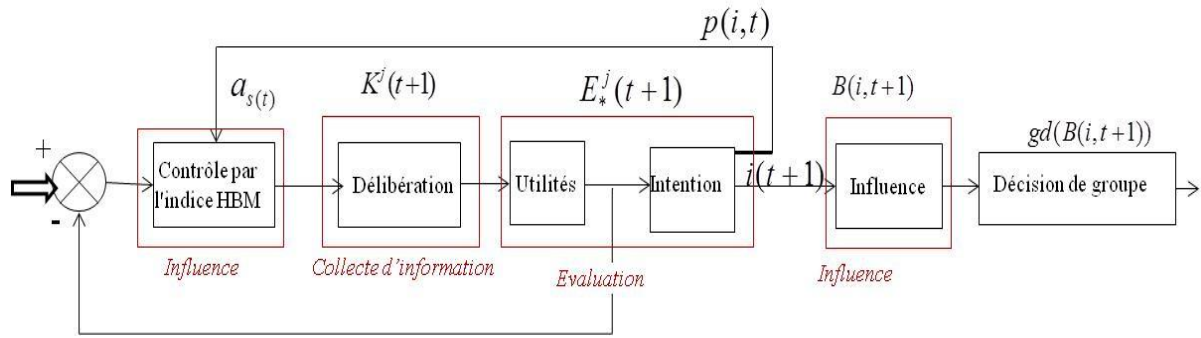 p(i,t)
a_{s(t)}
K^j(t+1)
E_*^j(t+1)
B(i,t+1)
gd(B(i,t+1))
+
-
Contrôle par
l'indice HBM
Délibération
Utilités
Intention
i(t+1)
Influence
Décision de groupe
Influence
Collecte d'information
Evaluation
Influence